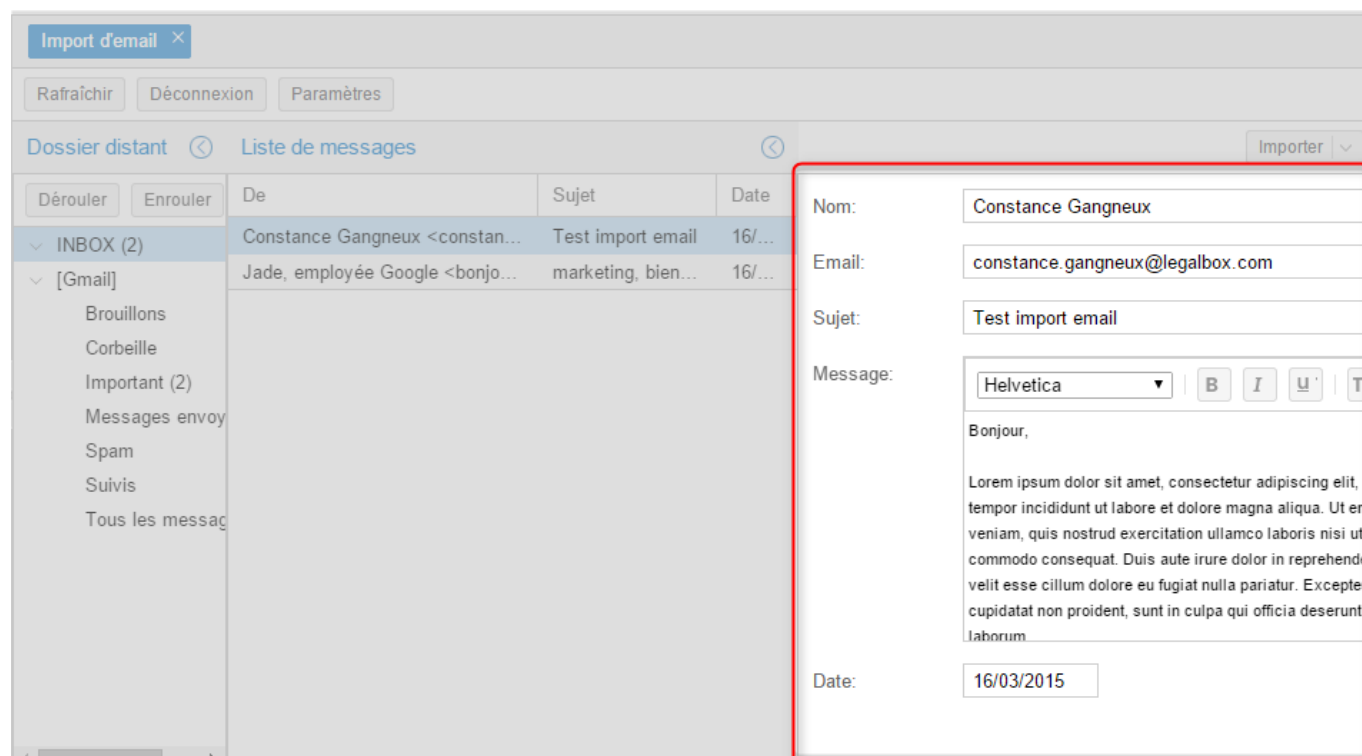 Import d'email ×
Rafraîchir Déconnexion Paramètres
Dossier distant Liste de messages Importer
Dérouler Enrouler
INBOX (2)
[Gmail]
Brouillons
Corbeille
Important (2)
Messages envoy
Spam
Suivis
Tous les messag
De Sujet Date
Constance Gangneux <constan... Test import email 16/...
Jade, employée Google <bonjo... marketing, bien... 16/...
Nom: Constance Gangneux
Email: constance.gangneux@legalbox.com
Sujet: Test import email
Message:
Helvetica B I U T
Bonjour,
Lorem ipsum dolor sit amet, consectetur adipiscing elit,
tempor incididunt ut labore et dolore magna aliqua. Ut
veniam, quis nostrud exercitation ullamco laboris nisi ut
commodo consequat. Duis aute irure dolor in reprehende
velit esse cillum dolore eu fugiat nulla pariatur. Excepte
cupidatat non proident, sunt in culpa qui officia deserunt
laborum
Date: 16/03/2015